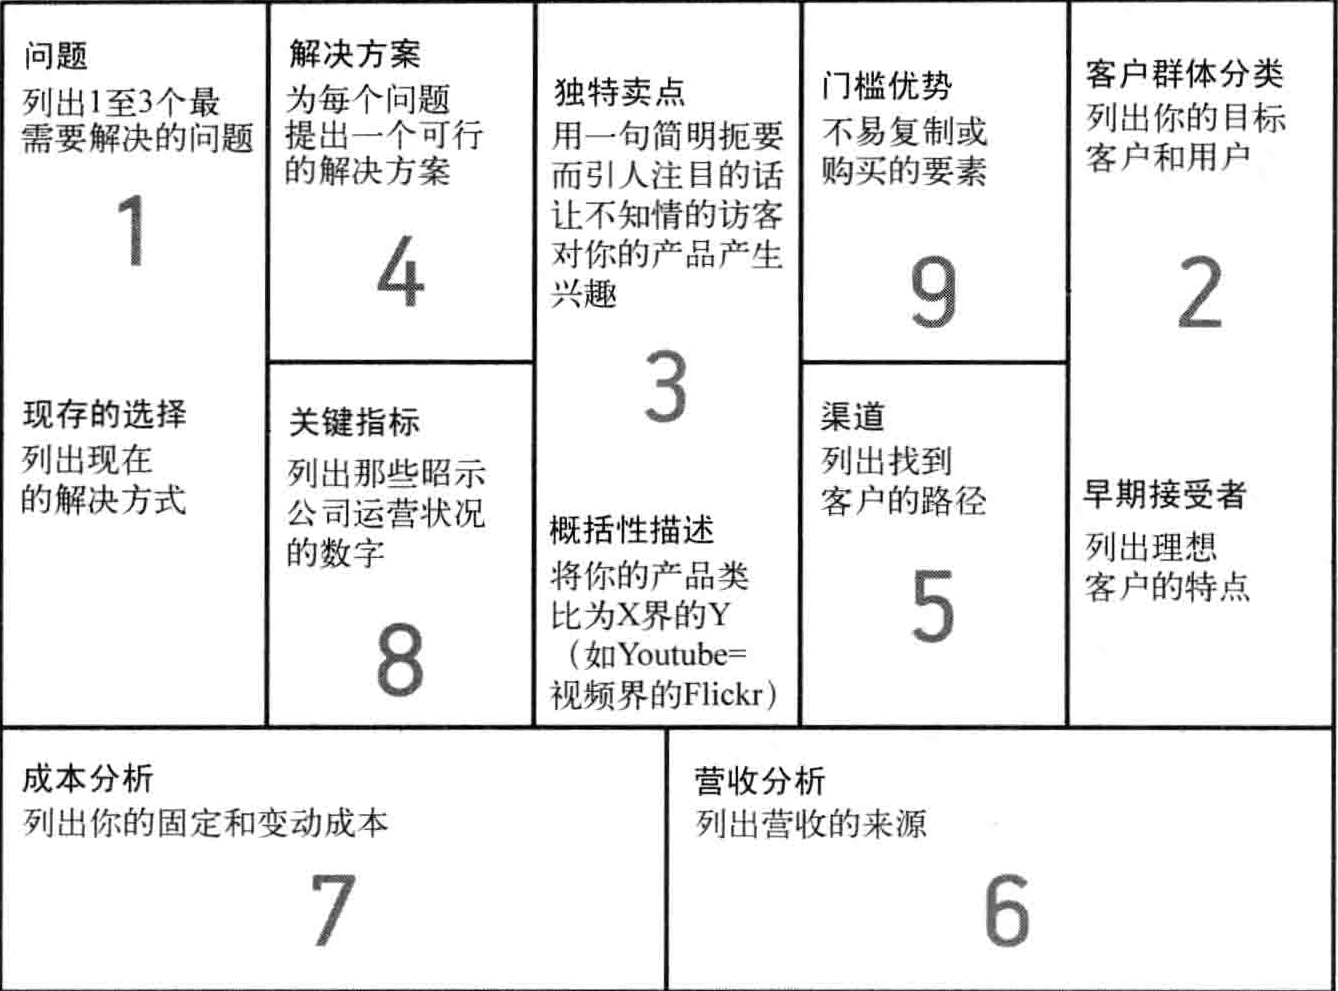 问题
列出1至3个最
需要解决的问题
1
现存的选择
列出现在
的解决方式
解决方案
为每个问题
提出一个可行
的解决方案
4
关键指标
列出那些昭示
公司运营状况
的数字
8
独特卖点
用一句简明扼要
而引人注目的话
让不知情的访客
对你的产品产生
兴趣
3
概括性描述
将你的产品类
比为X界的Y
（如Youtube=
视频界的Flickr）
门槛优势
不易复制或
购买的要素
9
渠道
列出找到
客户的路径
5
客户群体分类
列出你的目标
客户和用户
2
早期接受者
列出理想
客户的特点
成本分析
列出你的固定和变动成本
7
营收分析
列出营收的来源
6